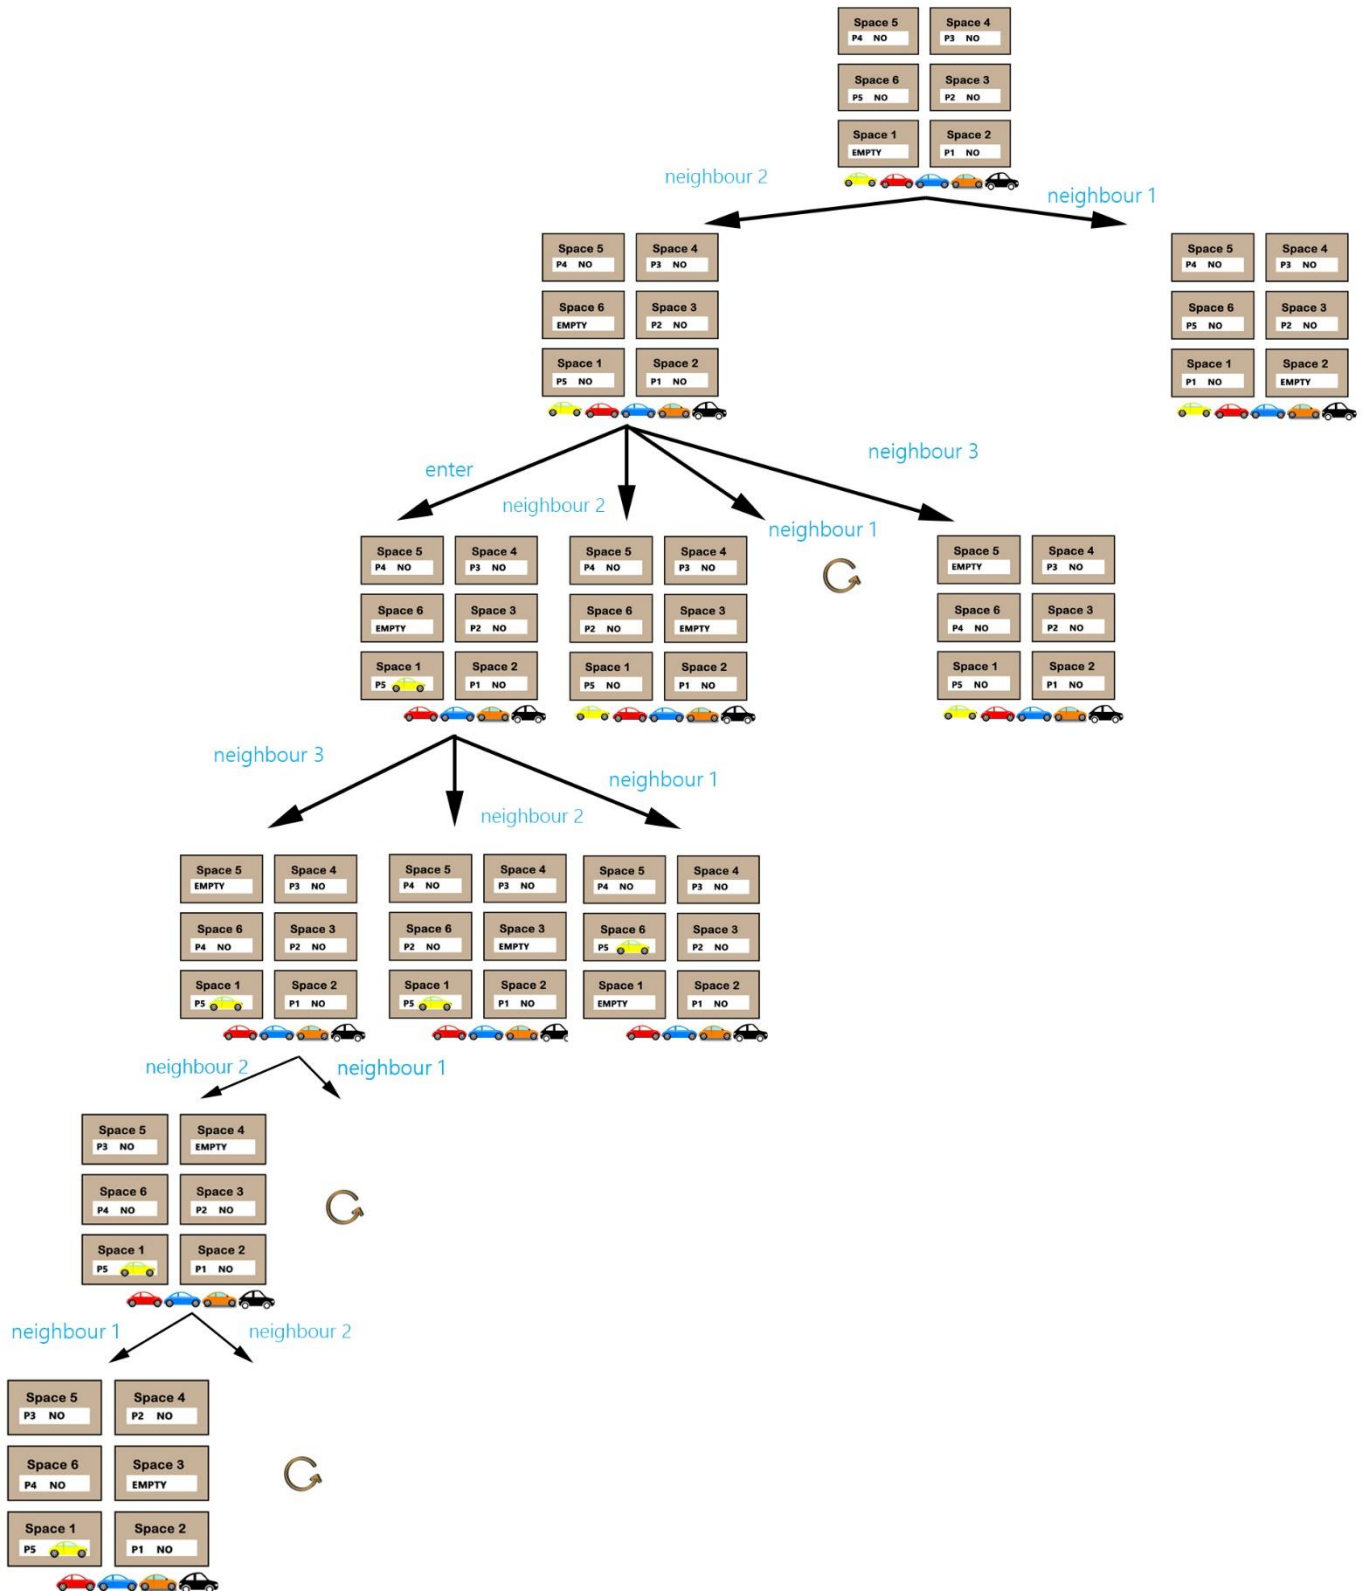 Space 5 Space 4
P4 NO P3 NO
Space 6 Space 3
P5 NO P2 NO
Space 1 Space 2
EMPTY P1 NO
neighbour 2
neighbour 1
Space 5 Space 4
P4 NO P3 NO
Space 6 Space 3
EMPTY P2 NO
Space 1 Space 2
P5 NO P1 NO
Space 5 Space 4
P4 NO P3 NO
Space 6 Space 3
P5 NO P2 NO
Space 1 Space 2
P1 NO EMPTY
enter
neighbour 2
neighbour 1
neighbour 3
Space 5 Space 4
P4 NO P3 NO
Space 6 Space 3
EMPTY P2 NO
Space 1 Space 2
P5 P1 NO
Space 5 Space 4
P4 NO P3 NO
Space 6 Space 3
P2 NO EMPTY
Space 1 Space 2
P5 NO P1 NO
Space 5 Space 4
EMPTY P3 NO
Space 6 Space 3
P4 NO P2 NO
Space 1 Space 2
P5 NO P1 NO
neighbour 3
neighbour 2
neighbour 1
Space 5 Space 4
EMPTY P3 NO
Space 6 Space 3
P4 NO P2 NO
Space 1 Space 2
P5 P1 NO
Space 5 Space 4
P4 NO P3 NO
Space 6 Space 3
P2 NO EMPTY
Space 1 Space 2
P5 P1 NO
Space 5 Space 4
P4 NO P3 NO
Space 6 Space 3
P5 P2 NO
Space 1 Space 2
EMPTY P1 NO
neighbour 2
neighbour 1
Space 5 Space 4
P3 NO EMPTY
Space 6 Space 3
P4 NO P2 NO
Space 1 Space 2
P5 P1 NO
neighbour 1
neighbour 2
Space 5 Space 4
P3 NO P2 NO
Space 6 Space 3
P4 NO EMPTY
Space 1 Space 2
P5 P1 NO